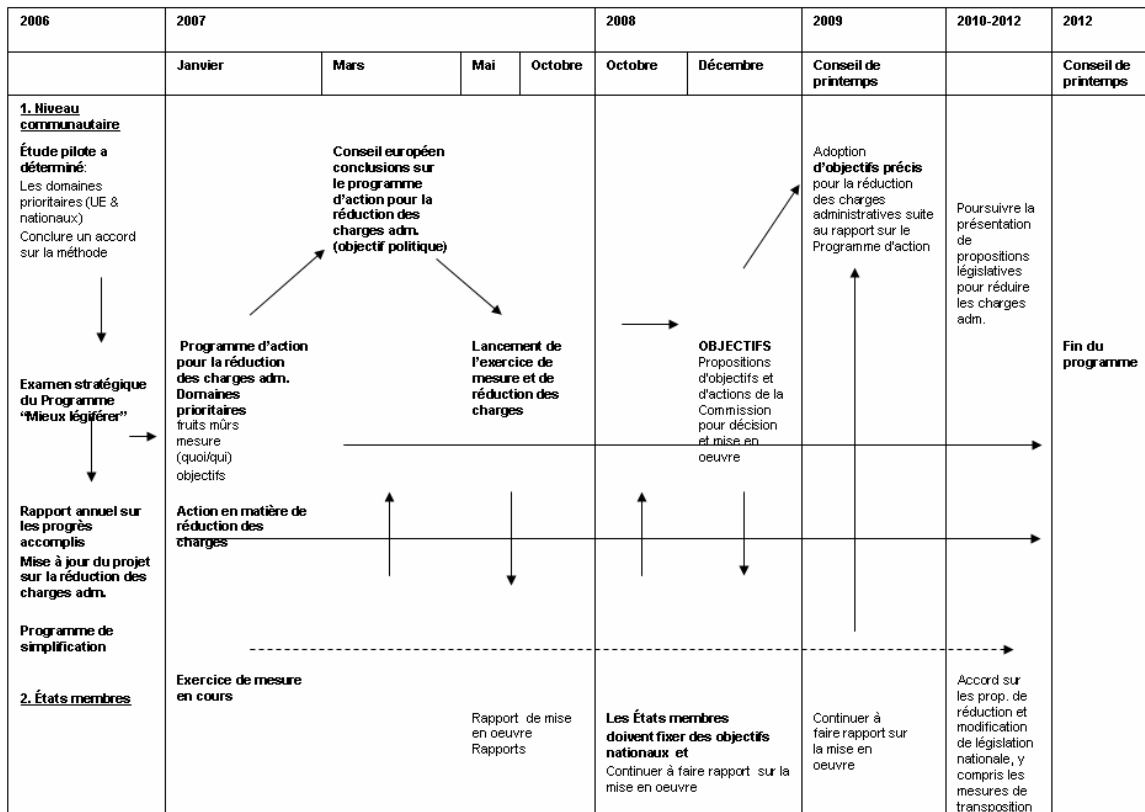 2006
2007
2008
2009
2010-2012
2012
Janvier
Mars
Mai
Octobre
Octobre
Décembre
Conseil de
printemps
Conseil de
printemps
1. Niveau
communautaire
Étude pilote a
déterminé:
Les domaines
prioritaires (UE &
nationaux)
Conclure un accord
sur la méthode
Examen stratégique
du Programme
“Mieux légiférer”
Rapport annuel sur
les progrès
accomplis
Mise à jour du projet
sur la réduction des
charges adm.
Programme de
simplification
Programme d’action
pour la réduction
des charges adm.
Domaines
prioritaires
fruits mûrs
mesure
(quoi/qui)
objectifs
Action en matière de
réduction des
charges
Conseil européen
conclusions sur
le programme
d’action pour la
réduction des
charges adm.
(objectif politique)
Lancement de
l’exercice de
mesure et de
réduction des
charges
OBJECTIFS
Propositions
d'objectifs et
d'actions de la
Commission
pour décision
et mise en
oeuvre
Adoption
d’objectifs précis
pour la réduction
des charges
administratives suite
au rapport sur le
Programme d'action
Poursuivre la
présentation
de
propositions
législatives
pour réduire
les charges
adm.
Fin du
programme
2. États membres
Exercice de mesure
en cours
Rapport de mise
en oeuvre
Rapports
Les États membres
doivent fixer des objectifs
nationaux et
Continuer à faire rapport sur la
mise en oeuvre
Continuer à
faire rapport sur
la mise en
oeuvre
Accord sur
les prop. de
réduction et
modification
de législation
nationale, y
compris les
mesures de
transposition